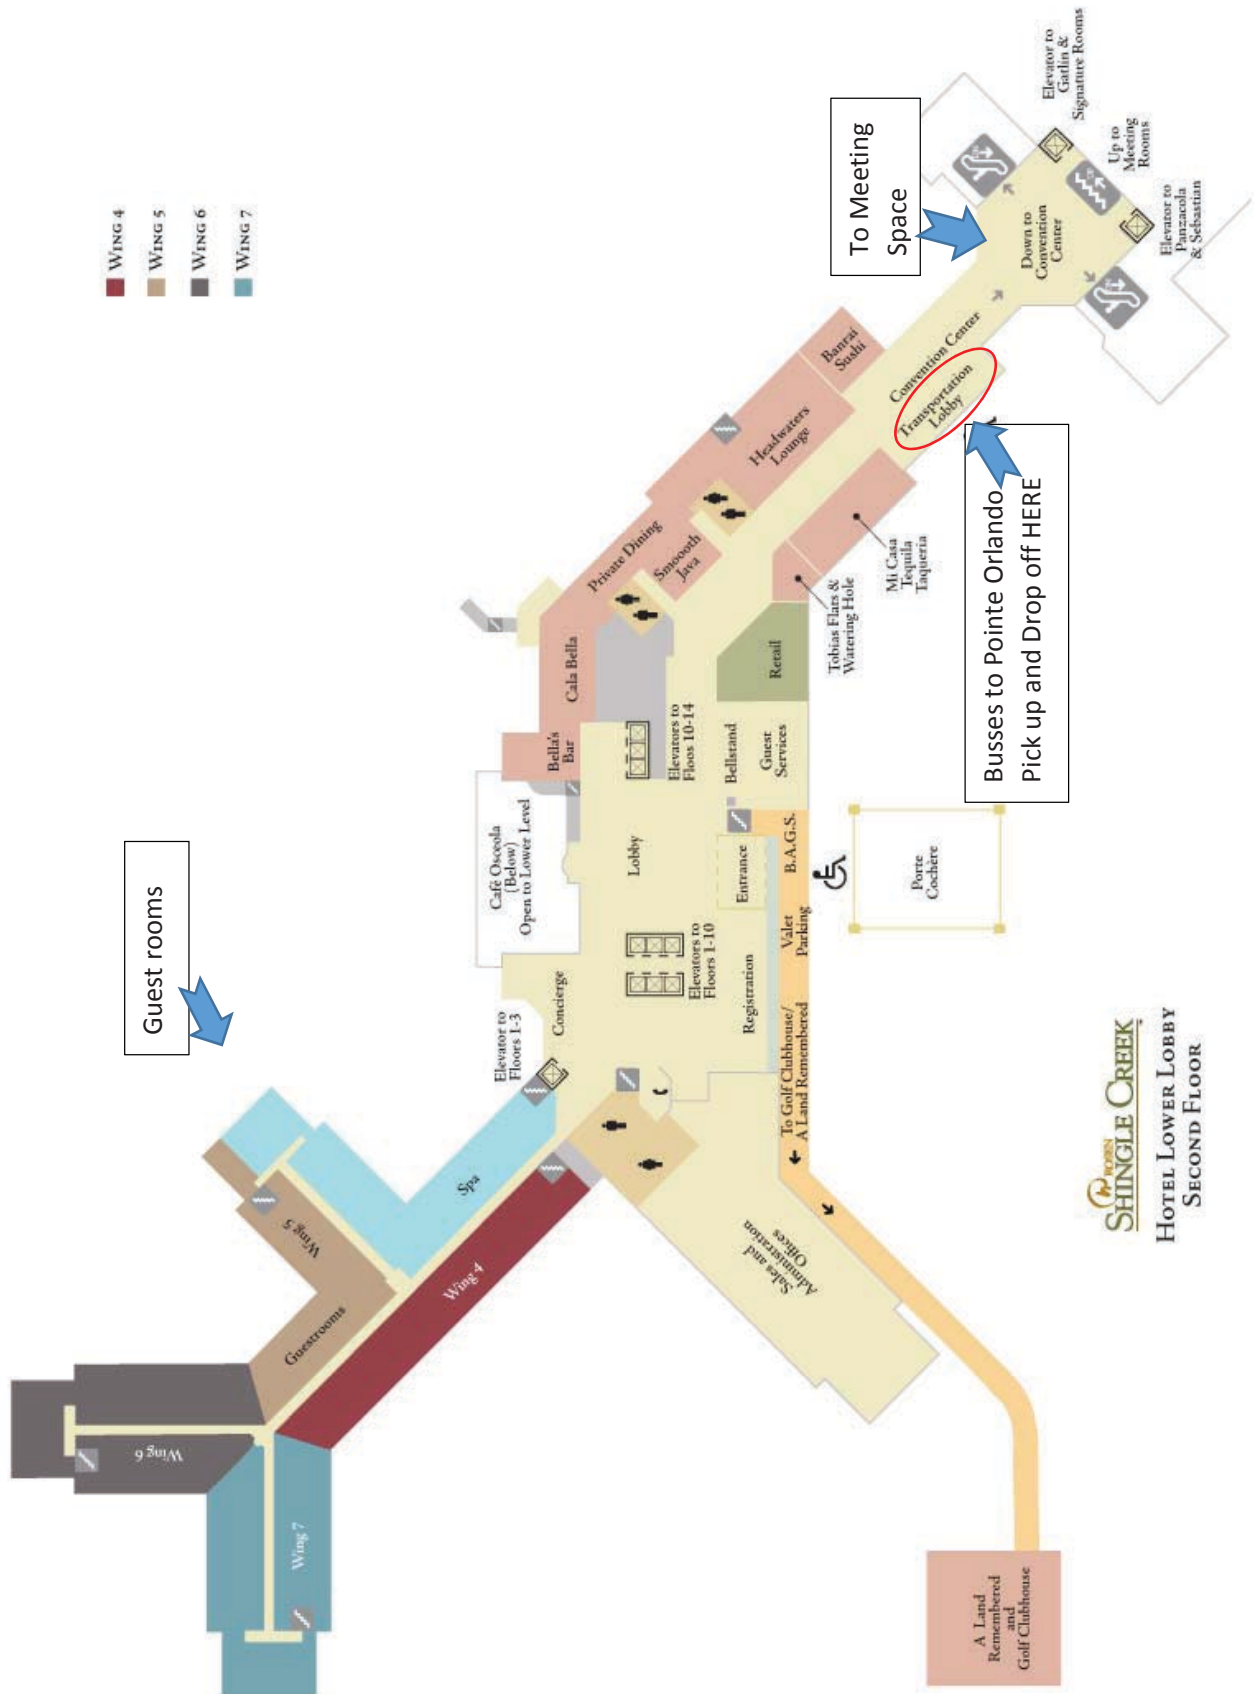 Guest rooms
To Meeting
Space
Busses to Pointe Orlando
Pick up and Drop off HERE
WING 4
WING 5
WING 6
WING 7
Wing 7
Wing 6
Guestrooms
Wing 5
Wing 4
Spa
Elevator to
Floors 1-3
Concierge
Café Osceola
(Below)
Open to Lower Level
Bella's
Bar
Cala Bella
Private Dining
Smoooth
Java
Headwaters
Lounge
Banrai
Sushi
Convention Center
Transportation
Lobby
Down to
Convention
Center
Elevator to
Gatlin &
Signature Rooms
Up to
Meeting
Rooms
Elevator to
Panzacola
& Sebastian
Lobby
Elevators to
Floors 1-10
Elevators to
Floos 10-14
Registration
Entrance
Bellstand
Guest
Services
Retail
Tobias Flats &
Watering Hole
Mi Casa
Tequila
Taqueria
Sales and
Administration
Offices
To Golf Clubhouse/
A Land Remembered
Valet
Parking
B.A.G.S.
Porte
Cochère
A Land
Remembered
and
Golf Clubhouse
ROSEN
SHINGLE CREEK
HOTEL LOWER LOBBY
SECOND FLOOR